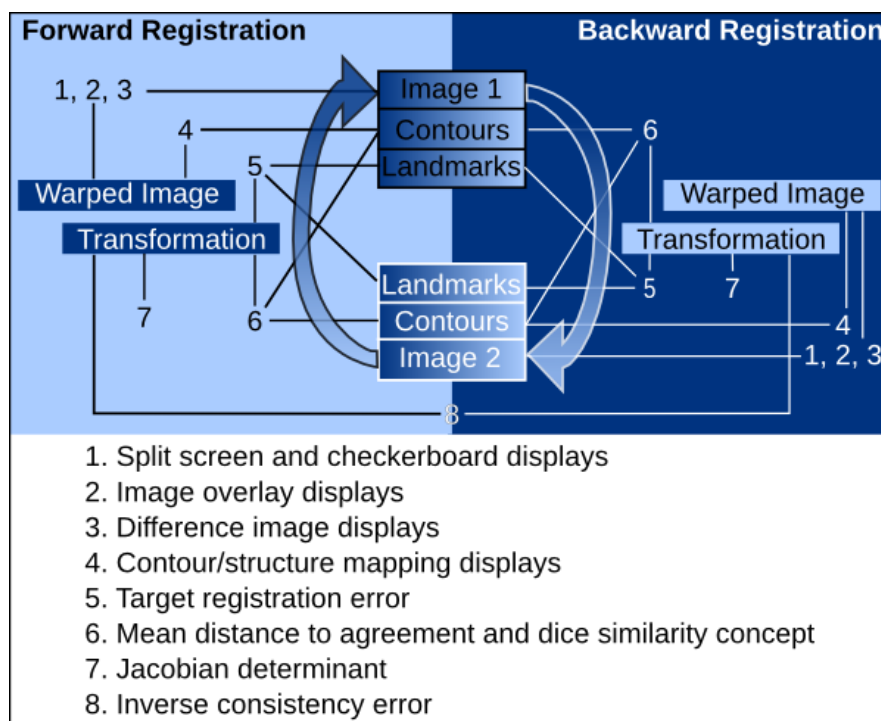 Forward Registration
Backward Registration
1, 2, 3
Image 1
4
Contours
6
5
Landmarks
Warped Image
Warped Image
Transformation
Transformation
Landmarks
5
7
7
6
Contours
4
Image 2
1, 2, 3
8
1. Split screen and checkerboard displays
2. Image overlay displays
3. Difference image displays
4. Contour/structure mapping displays
5. Target registration error
6. Mean distance to agreement and dice similarity concept
7. Jacobian determinant
8. Inverse consistency error